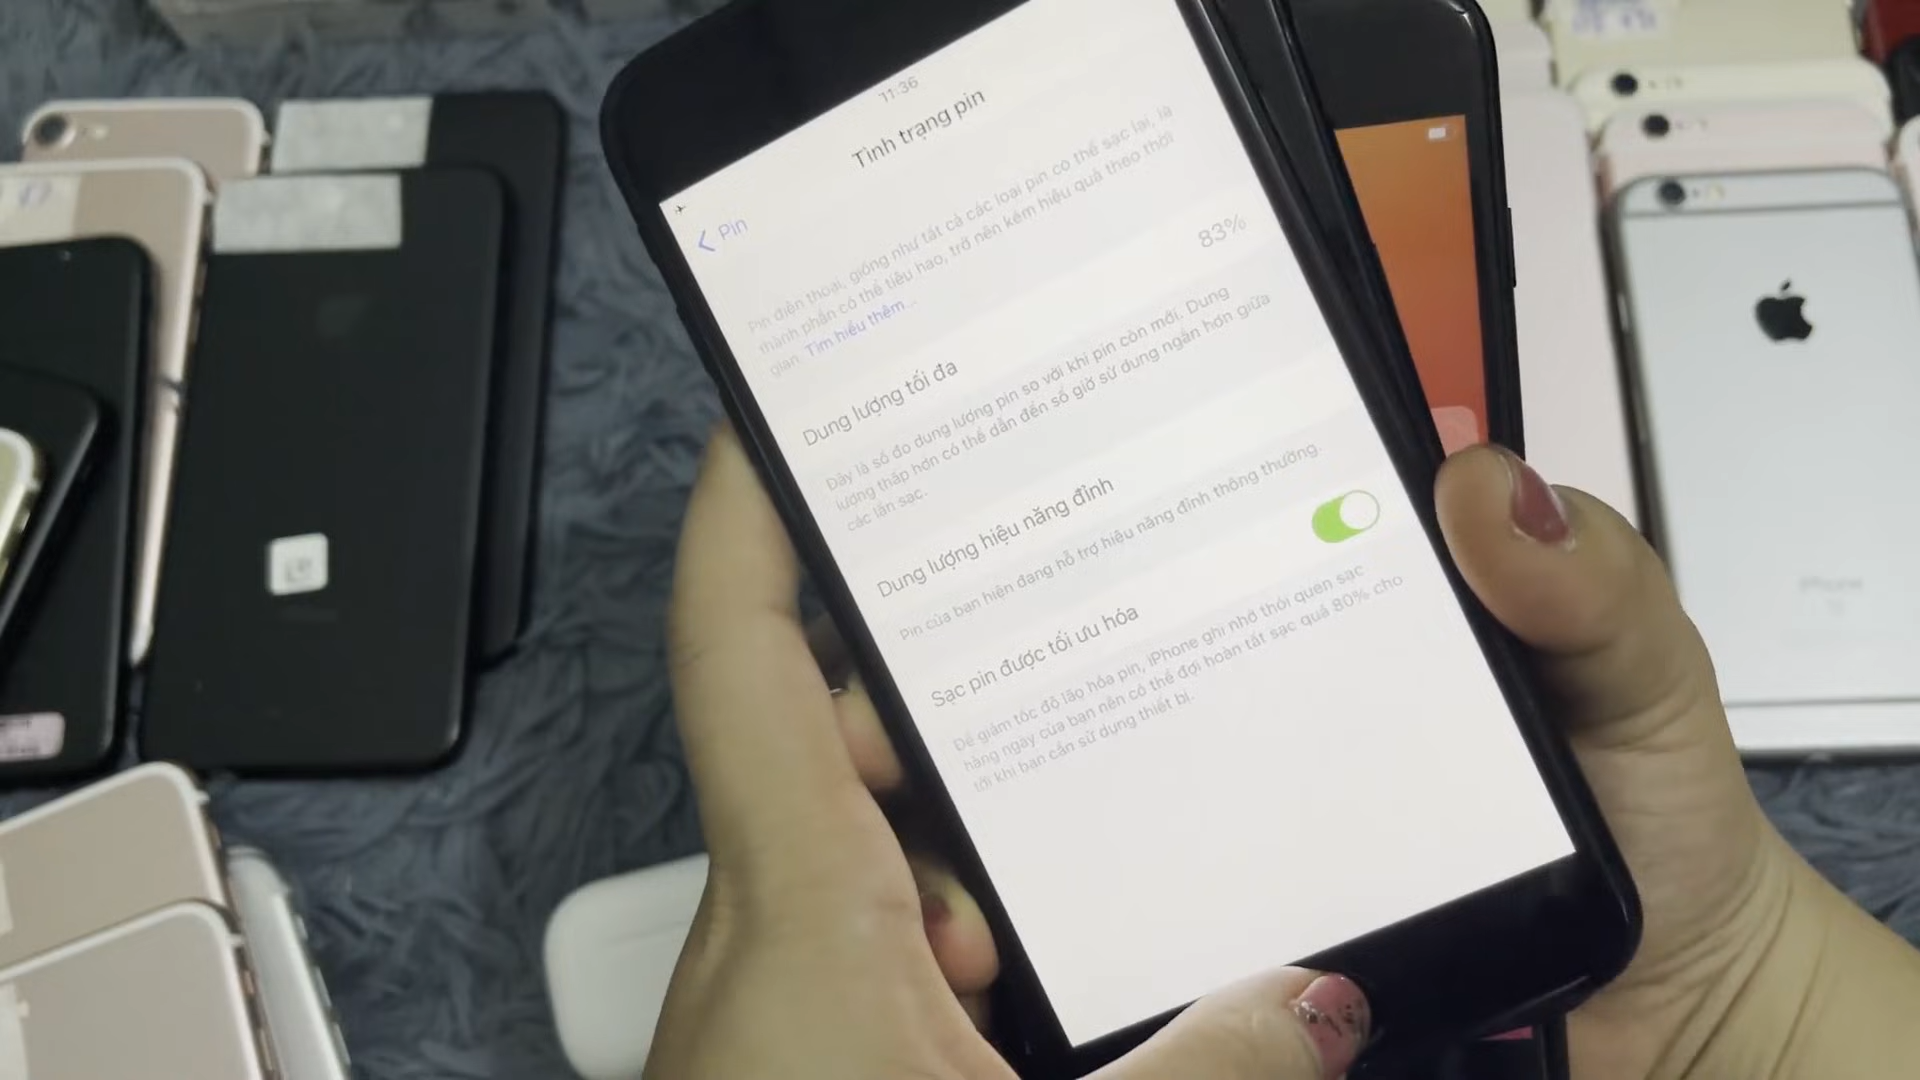 11:36
Pin
Tình trạng pin
Pin điện thoại, giống như tất cả các loại pin có thể sạc lại, là
thành phần có thể tiêu hao, trở nên kém hiệu quả theo thời
gian. Tìm hiểu thêm...
Dung lượng tối đa 83%
Đây là số đo dung lượng pin so với khi pin còn mới. Dung
lượng thấp hơn có thể dẫn đến số giờ sử dụng ngắn hơn giữa
các lần sạc.
Dung lượng hiệu năng đỉnh
Pin của bạn hiện đang hỗ trợ hiệu năng đỉnh thông thường.
Sạc pin được tối ưu hóa
Để giảm tốc độ lão hóa pin, iPhone ghi nhớ thói quen sạc
hàng ngày của bạn nên có thể đợi hoàn tất sạc quá 80% cho
tới khi bạn cần sử dụng thiết bị.
iPhone